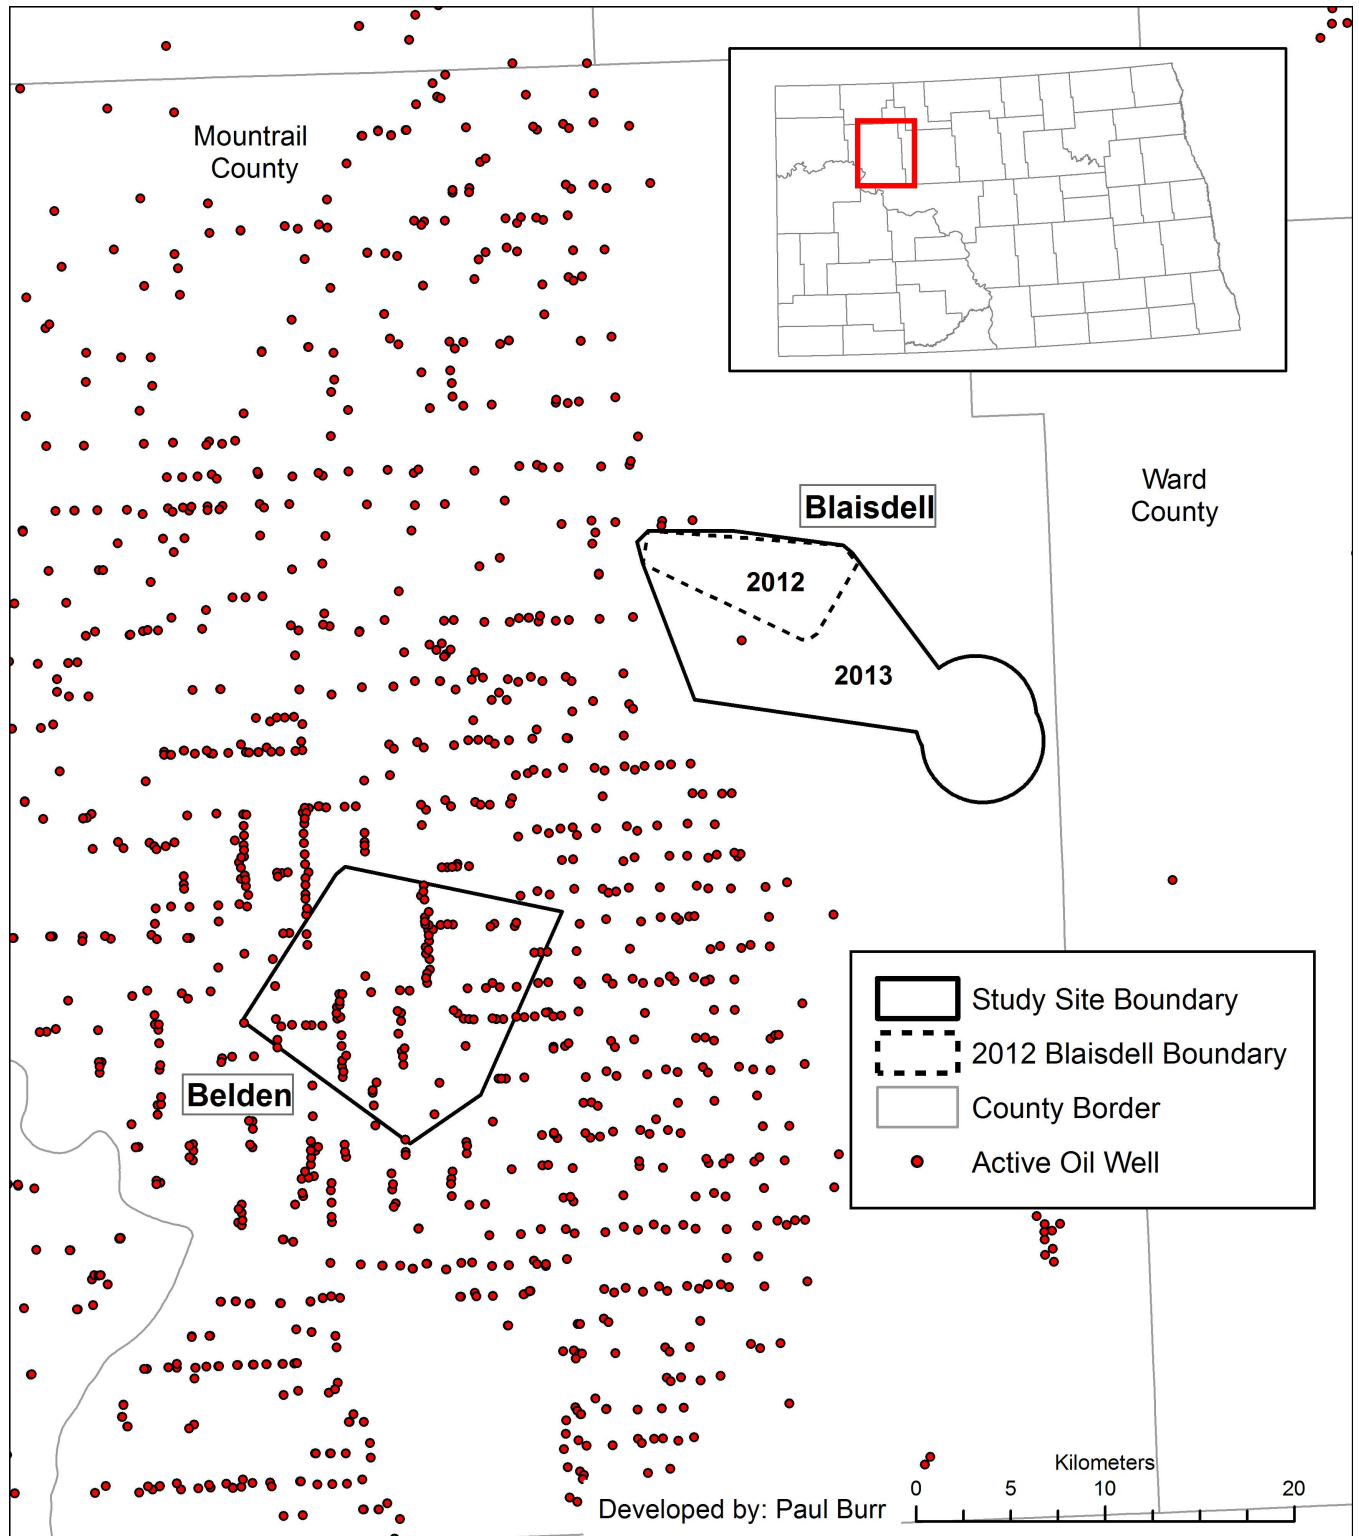 Mountrail
County
Blaisdell
Ward
County
2012
2013
Study Site Boundary
2012 Blaisdell Boundary
County Border
Active Oil Well
Belden
Kilometers
0 5 10 20
Developed by: Paul Burr